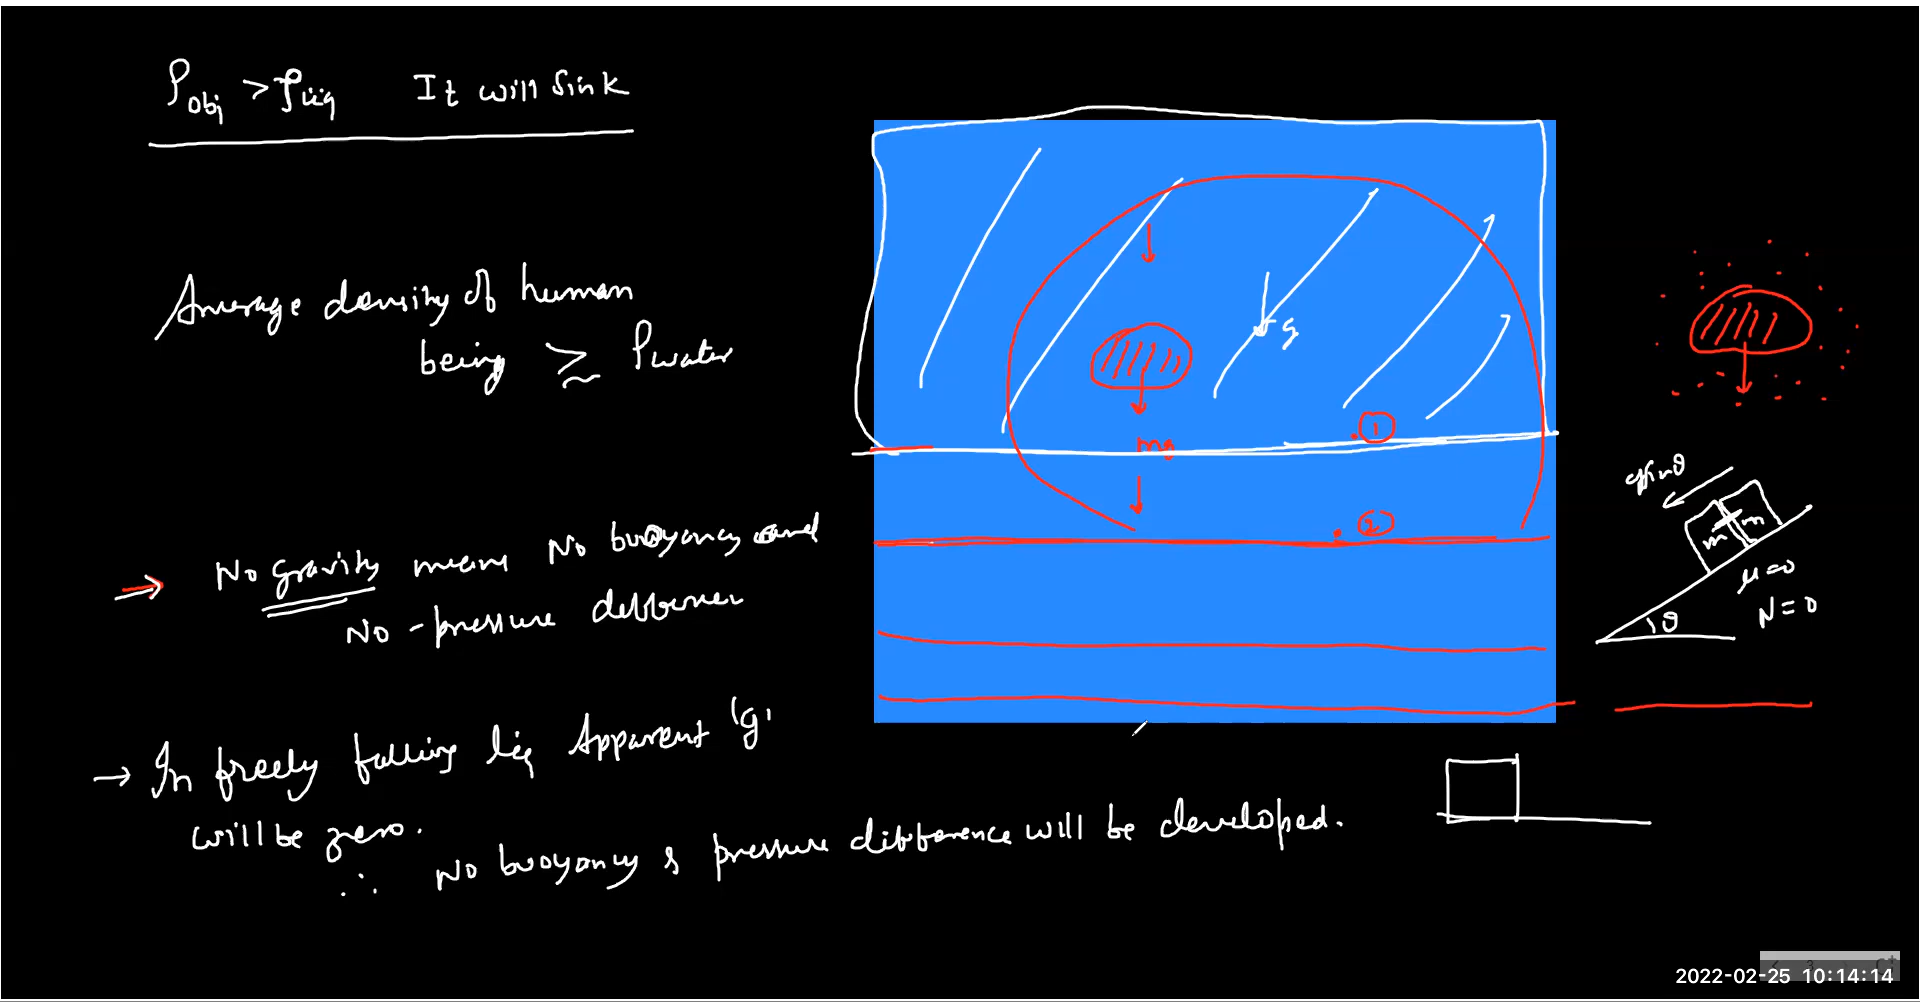 ρobj > ρliq It will sink
Average density of human
being ≳ ρwater
→ No gravity means No buoyancy and
No - pressure difference
→ In freely falling liq Apparent 'g'
will be zero.
∴ No buoyancy & pressure difference will be developed.
g
mg
1
2
g sinθ
m m
μ=0
N=0
θ
2022-02-25 10:14:14